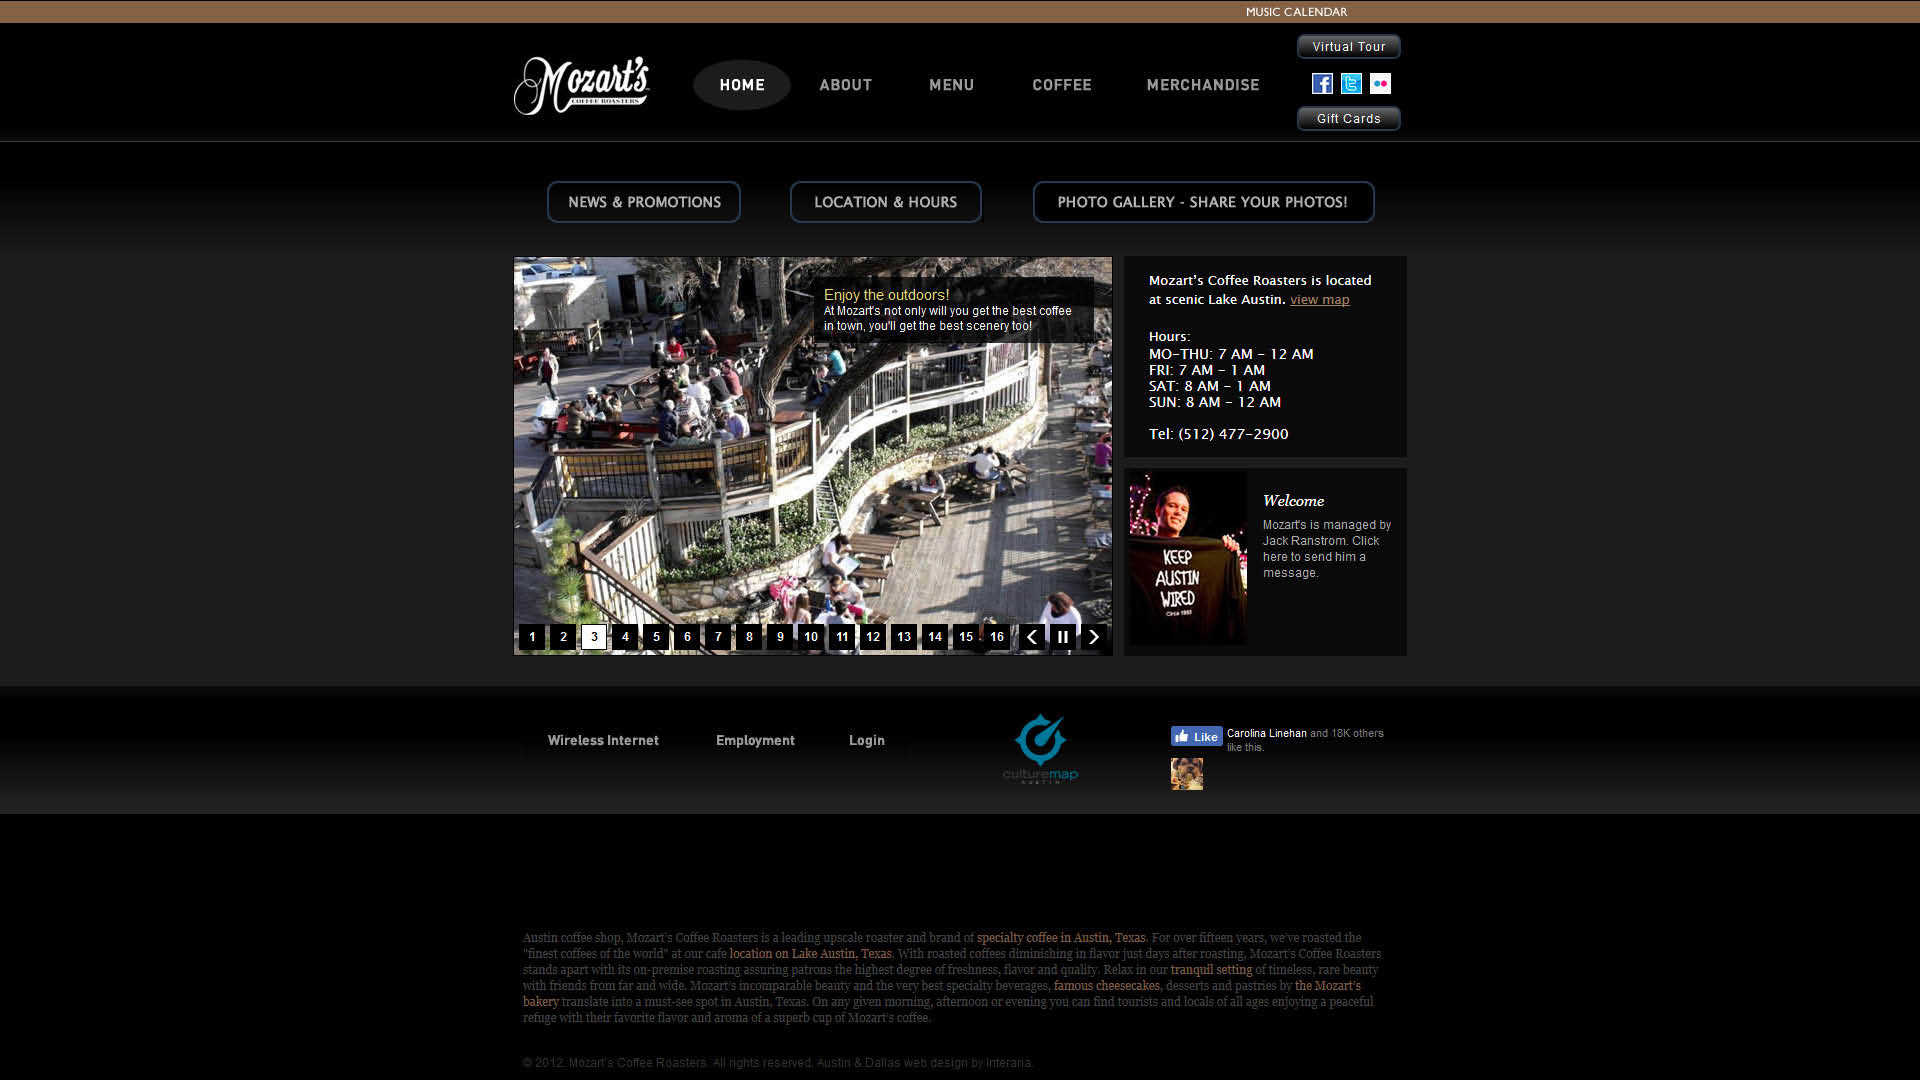 MUSIC CALENDAR
Virtual Tour
Mozart's
COFFEE ROASTERS
HOME
ABOUT
MENU
COFFEE
MERCHANDISE
Gift Cards
NEWS & PROMOTIONS
LOCATION & HOURS
PHOTO GALLERY - SHARE YOUR PHOTOS!
Enjoy the outdoors!
At Mozart's not only will you get the best coffee
in town, you'll get the best scenery too!
1 2 3 4 5 6 7 8 9 10 11 12 13 14 15 16
Mozart's Coffee Roasters is located
at scenic Lake Austin. view map
Hours:
MO-THU: 7 AM - 12 AM
FRI: 7 AM - 1 AM
SAT: 8 AM - 1 AM
SUN: 8 AM - 12 AM
Tel: (512) 477-2900
KEEP
AUSTIN
WIRED
Circa 1993
Welcome
Mozart's is managed by
Jack Ranstrom. Click
here to send him a
message.
Wireless Internet
Employment
Login
culturemap
AUSTIN
Like
Carolina Linehan and 18K others
like this.
Austin coffee shop, Mozart's Coffee Roasters is a leading upscale roaster and brand of specialty coffee in Austin, Texas. For over fifteen years, we've roasted the
"finest coffees of the world" at our cafe location on Lake Austin, Texas. With roasted coffees diminishing in flavor just days after roasting, Mozart's Coffee Roasters
stands apart with its on-premise roasting assuring patrons the highest degree of freshness, flavor and quality. Relax in our tranquil setting of timeless, rare beauty
with friends from far and wide. Mozart's incomparable beauty and the very best specialty beverages, famous cheesecakes, desserts and pastries by the Mozart's
bakery translate into a must-see spot in Austin, Texas. On any given morning, afternoon or evening you can find tourists and locals of all ages enjoying a peaceful
refuge with their favorite flavor and aroma of a superb cup of Mozart's coffee.
© 2012. Mozart's Coffee Roasters. All rights reserved. Austin & Dallas web design by Interaria.